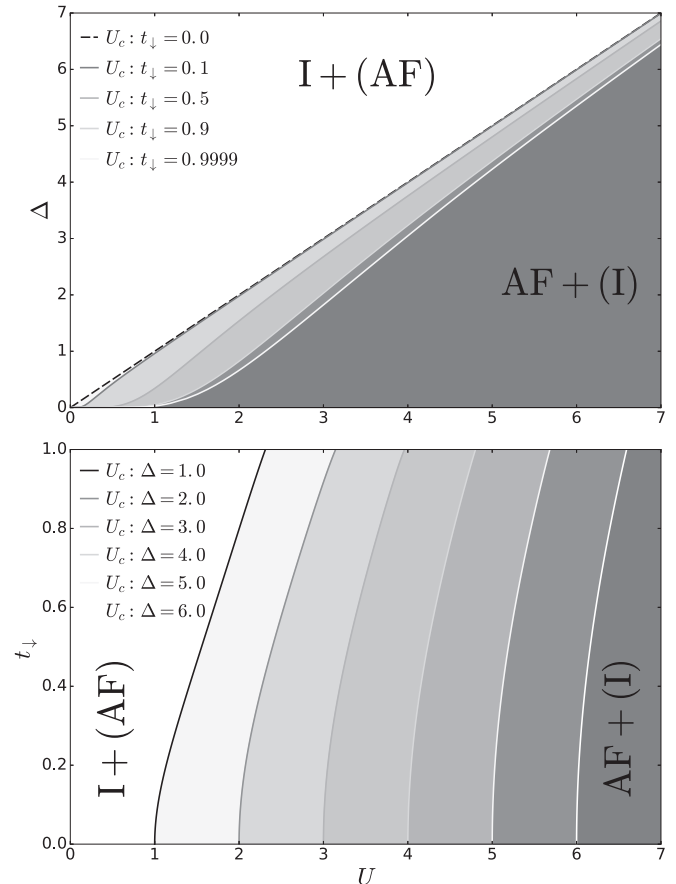 7
6
5
4
3
2
1
0
Δ
U_c : t_↓ = 0.0
U_c : t_↓ = 0.1
U_c : t_↓ = 0.5
U_c : t_↓ = 0.9
U_c : t_↓ = 0.9999
I + (AF)
AF + (I)
0 1 2 3 4 5 6 7
1.0
0.8
0.6
0.4
0.2
0.0
t_↓
U_c : Δ = 1.0
U_c : Δ = 2.0
U_c : Δ = 3.0
U_c : Δ = 4.0
U_c : Δ = 5.0
U_c : Δ = 6.0
I + (AF)
AF + (I)
0 1 2 3 4 5 6 7
U